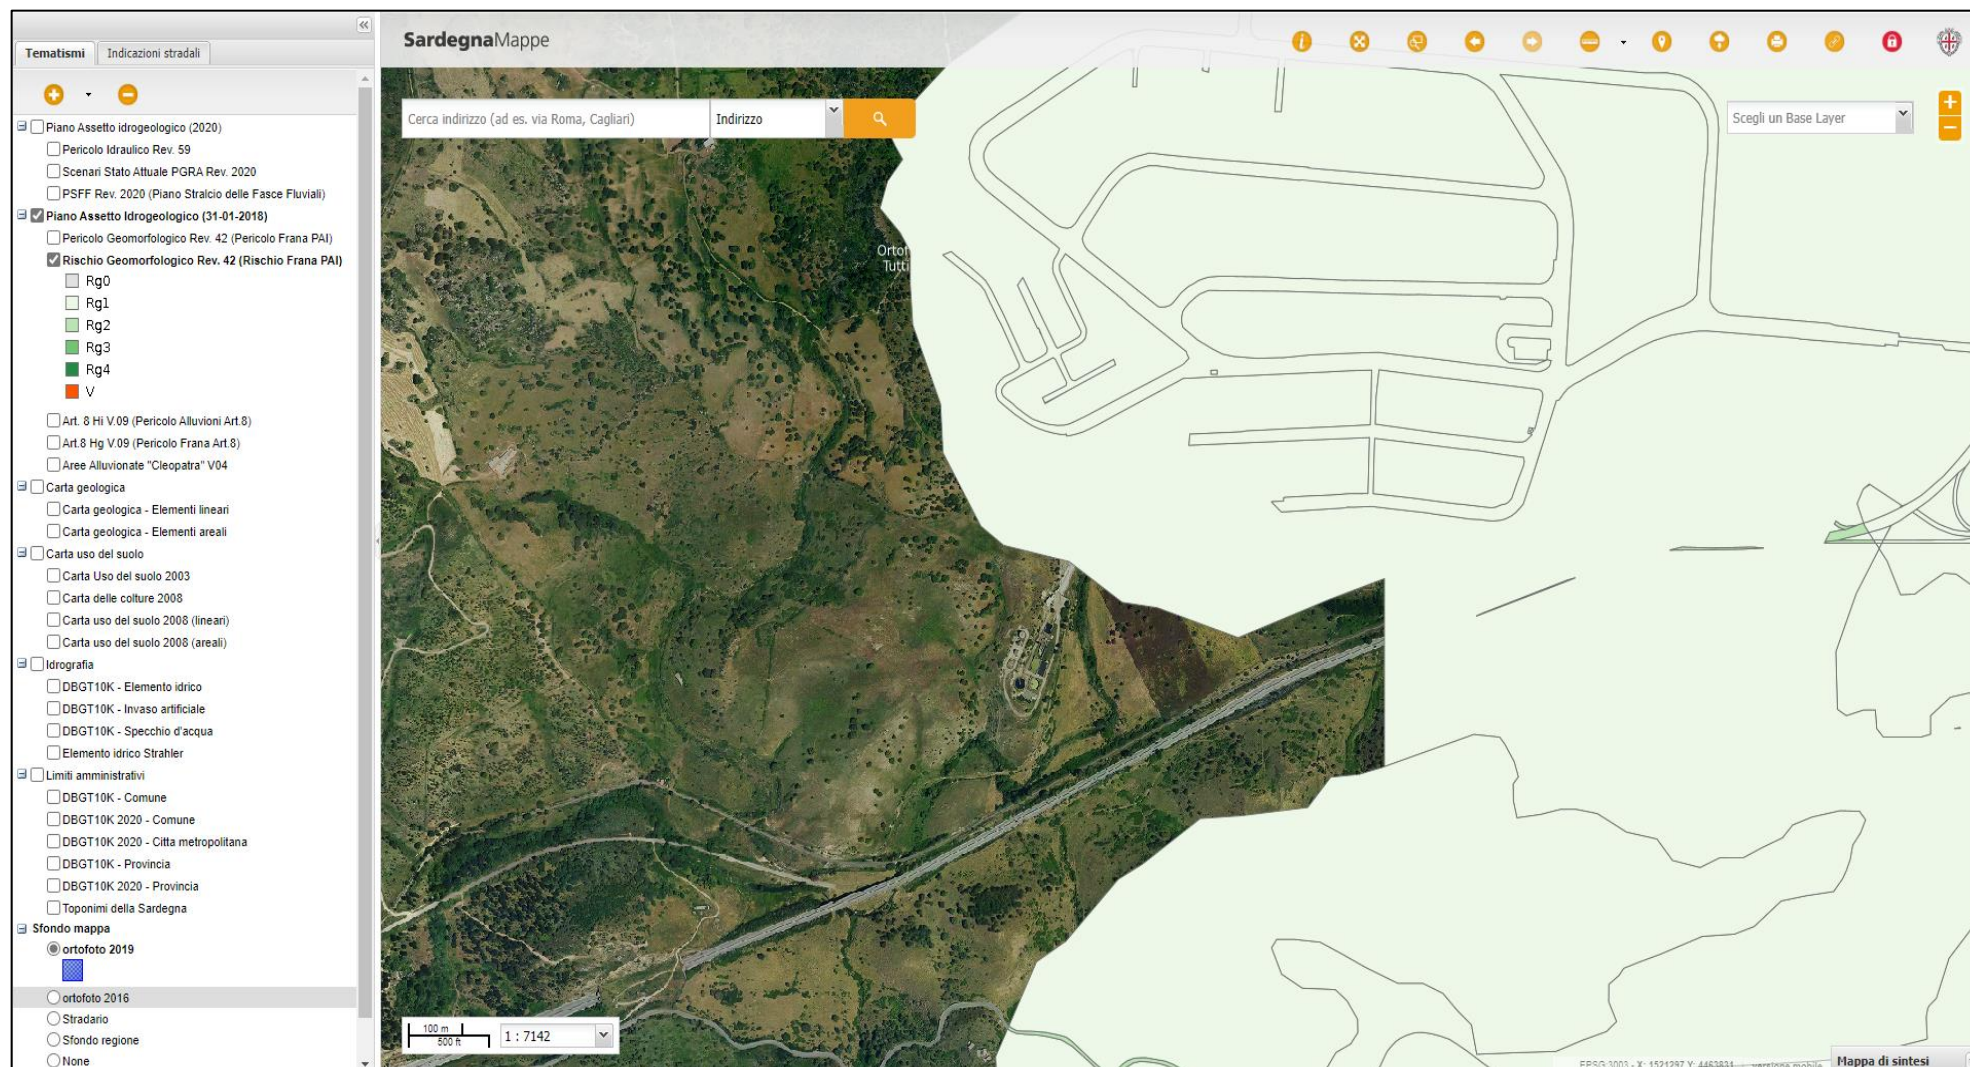 SardegnaMappe
Tematismi
Indicazioni stradali
Cerca indirizzo (ad es. via Roma, Cagliari)
Indirizzo
Scegli un Base Layer
Piano Assetto idrogeologico (2020)
Pericolo Idraulico Rev. 59
Scenari Stato Attuale PGRA Rev. 2020
PSFF Rev. 2020 (Piano Stralcio delle Fasce Fluviali)
Piano Assetto Idrogeologico (31-01-2018)
Pericolo Geomorfologico Rev. 42 (Pericolo Frana PAI)
Rischio Geomorfologico Rev. 42 (Rischio Frana PAI)
Rg0
Rg1
Rg2
Rg3
Rg4
V
Art. 8 Hi V.09 (Pericolo Alluvioni Art.8)
Art.8 Hg V.09 (Pericolo Frana Art.8)
Aree Alluvionate "Cleopatra" V04
Carta geologica
Carta geologica - Elementi lineari
Carta geologica - Elementi areali
Carta uso del suolo
Carta Uso del suolo 2003
Carta delle colture 2008
Carta uso del suolo 2008 (lineari)
Carta uso del suolo 2008 (areali)
Idrografia
DBGT10K - Elemento idrico
DBGT10K - Invaso artificiale
DBGT10K - Specchio d'acqua
Elemento idrico Strahler
Limiti amministrativi
DBGT10K - Comune
DBGT10K 2020 - Comune
DBGT10K 2020 - Citta metropolitana
DBGT10K - Provincia
DBGT10K 2020 - Provincia
Toponimi della Sardegna
Sfondo mappa
ortofoto 2019
ortofoto 2016
Stradario
Sfondo regione
None
Ortof
Tutti
100 m
500 ft
1 : 7142
EPSG:3003 - X: 1521297 Y: 4463831
versione mobile
Mappa di sintesi